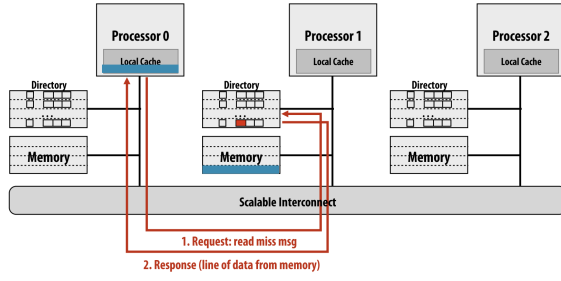 Processor 0
Local Cache
Processor 1
Local Cache
Processor 2
Local Cache
Directory
Directory
Directory
...
...
...
Memory
Memory
Memory
Scalable Interconnect
1. Request: read miss msg
2. Response (line of data from memory)